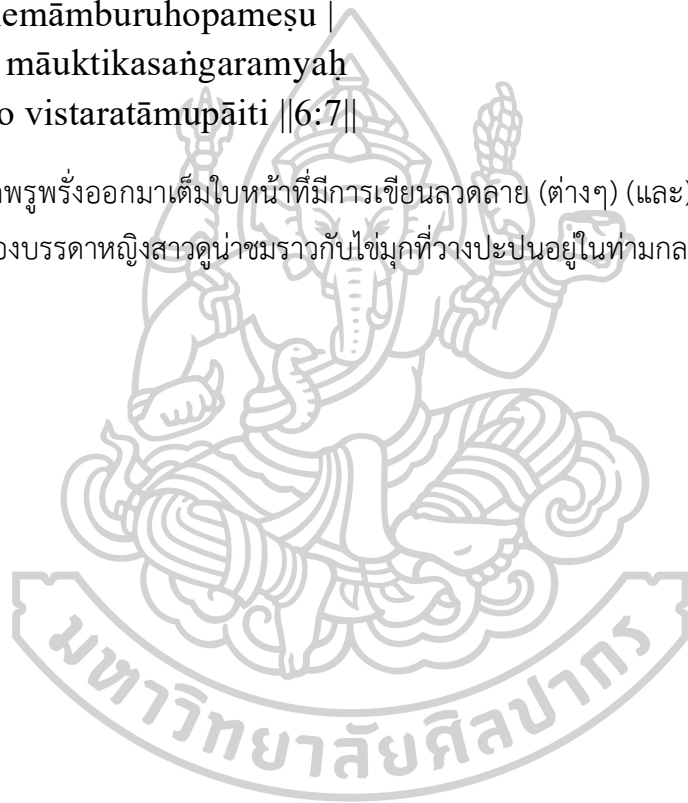 emāmburuhopameṣu |
māuktikasaṅgaramyaḥ
o vistaratāmupāiti ||6:7||
าพรูพรั่งออกมาเต็มใบหน้าที่มีการเขียนลวดลาย (ต่างๆ) (และ)
องบรรดาหญิงสาวดูน่าชมราวกับไข่มุกที่วางปะปนอยู่ในท่ามกล
มหาวิทยาลัยศิลปากร